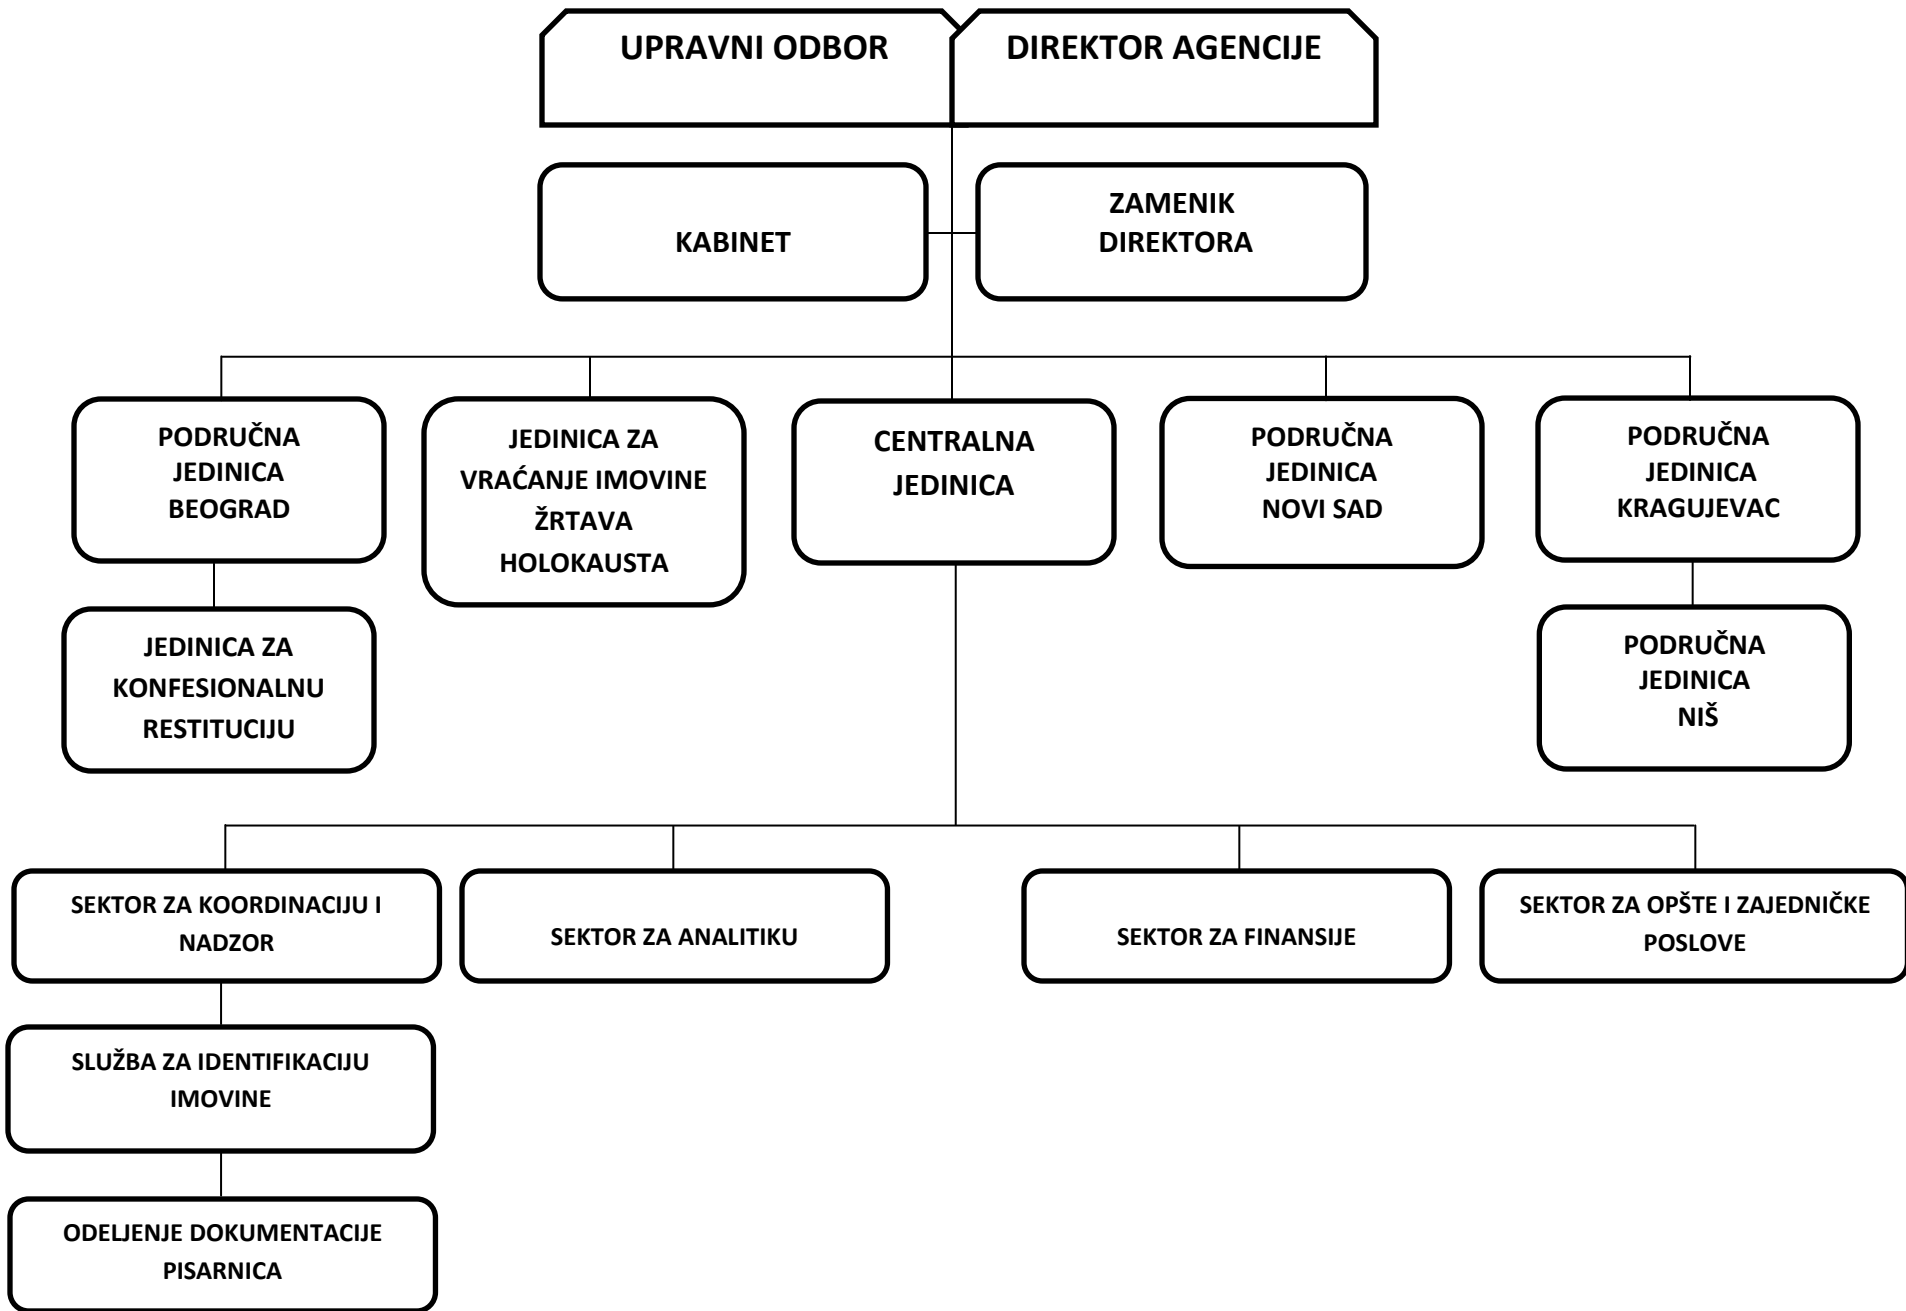 UPRAVNI ODBOR
DIREKTOR AGENCIJE
KABINET
ZAMENIK
DIREKTORA
PODRUČNA
JEDINICA
BEOGRAD
JEDINICA ZA
VRAĆANJE IMOVINE
ŽRTAVA
HOLOKAUSTA
CENTRALNA
JEDINICA
PODRUČNA
JEDINICA
NOVI SAD
PODRUČNA
JEDINICA
KRAGUJEVAC
JEDINICA ZA
KONFESIONALNU
RESTITUCIJU
PODRUČNA
JEDINICA
NIŠ
SEKTOR ZA KOORDINACIJU I
NADZOR
SEKTOR ZA ANALITIKU
SEKTOR ZA FINANSIJE
SEKTOR ZA OPŠTE I ZAJEDNIČKE
POSLOVE
SLUŽBA ZA IDENTIFIKACIJU
IMOVINE
ODELJENJE DOKUMENTACIJE
PISARNICA